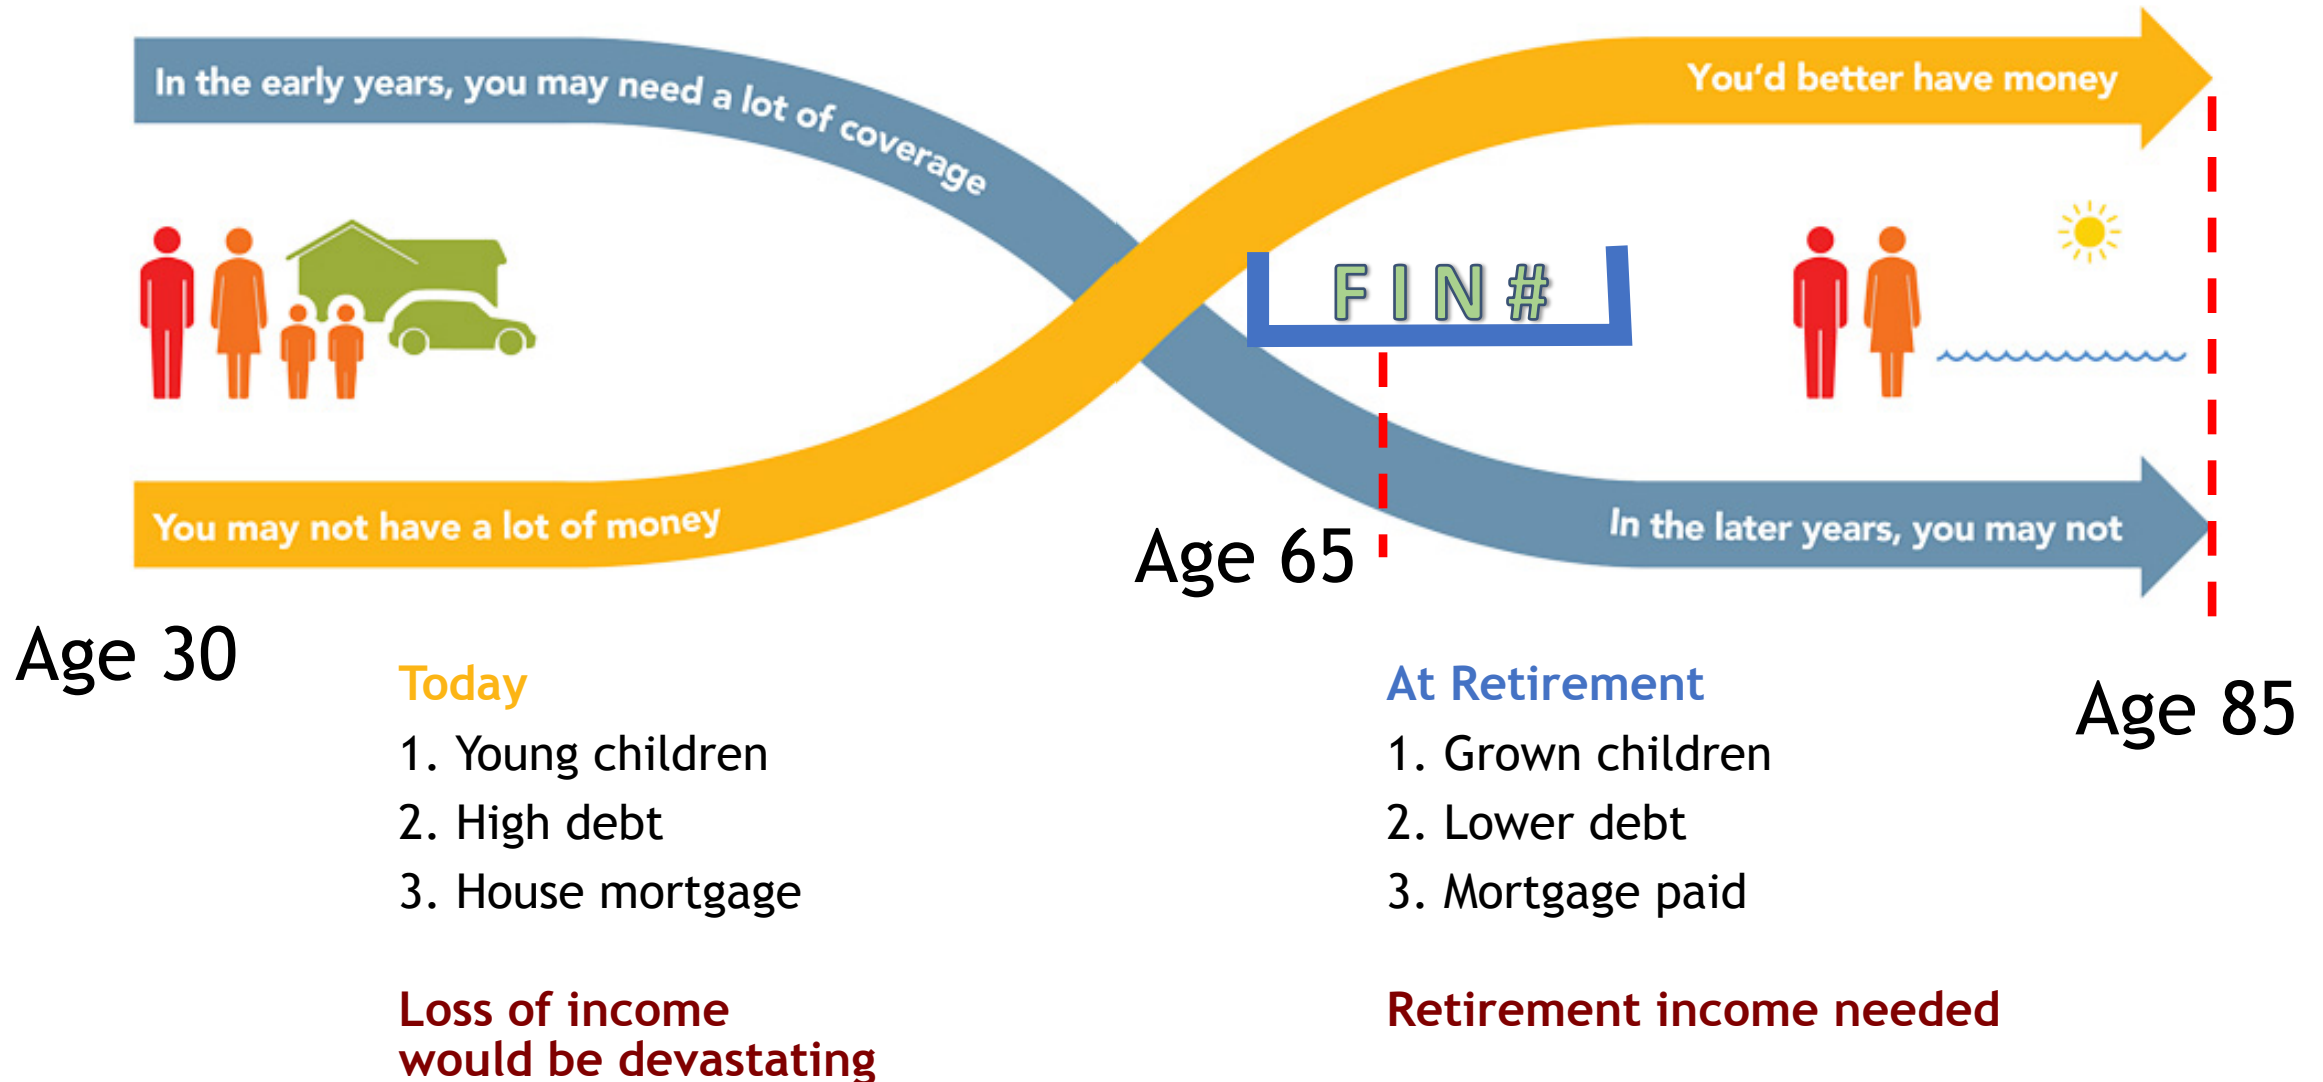 In the early years, you may need a lot of coverage
You'd better have money
F I N #
You may not have a lot of money
In the later years, you may not
Age 65
Age 30
Today
1. Young children
2. High debt
3. House mortgage
Loss of income
would be devastating
At Retirement
1. Grown children
2. Lower debt
3. Mortgage paid
Retirement income needed
Age 85